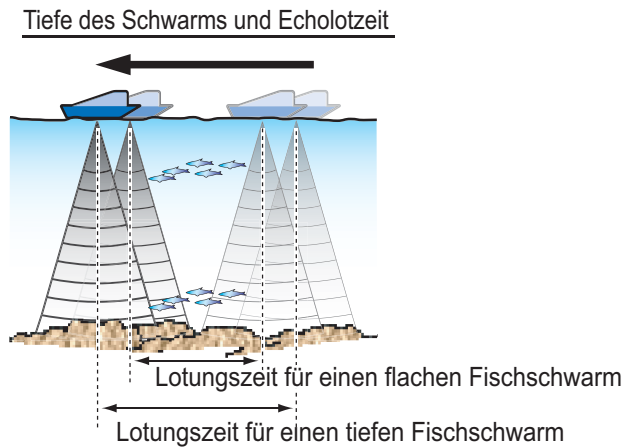 Tiefe des Schwarms und Echolotzeit
Lotungszeit für einen flachen Fischschwarm
Lotungszeit für einen tiefen Fischschwarm